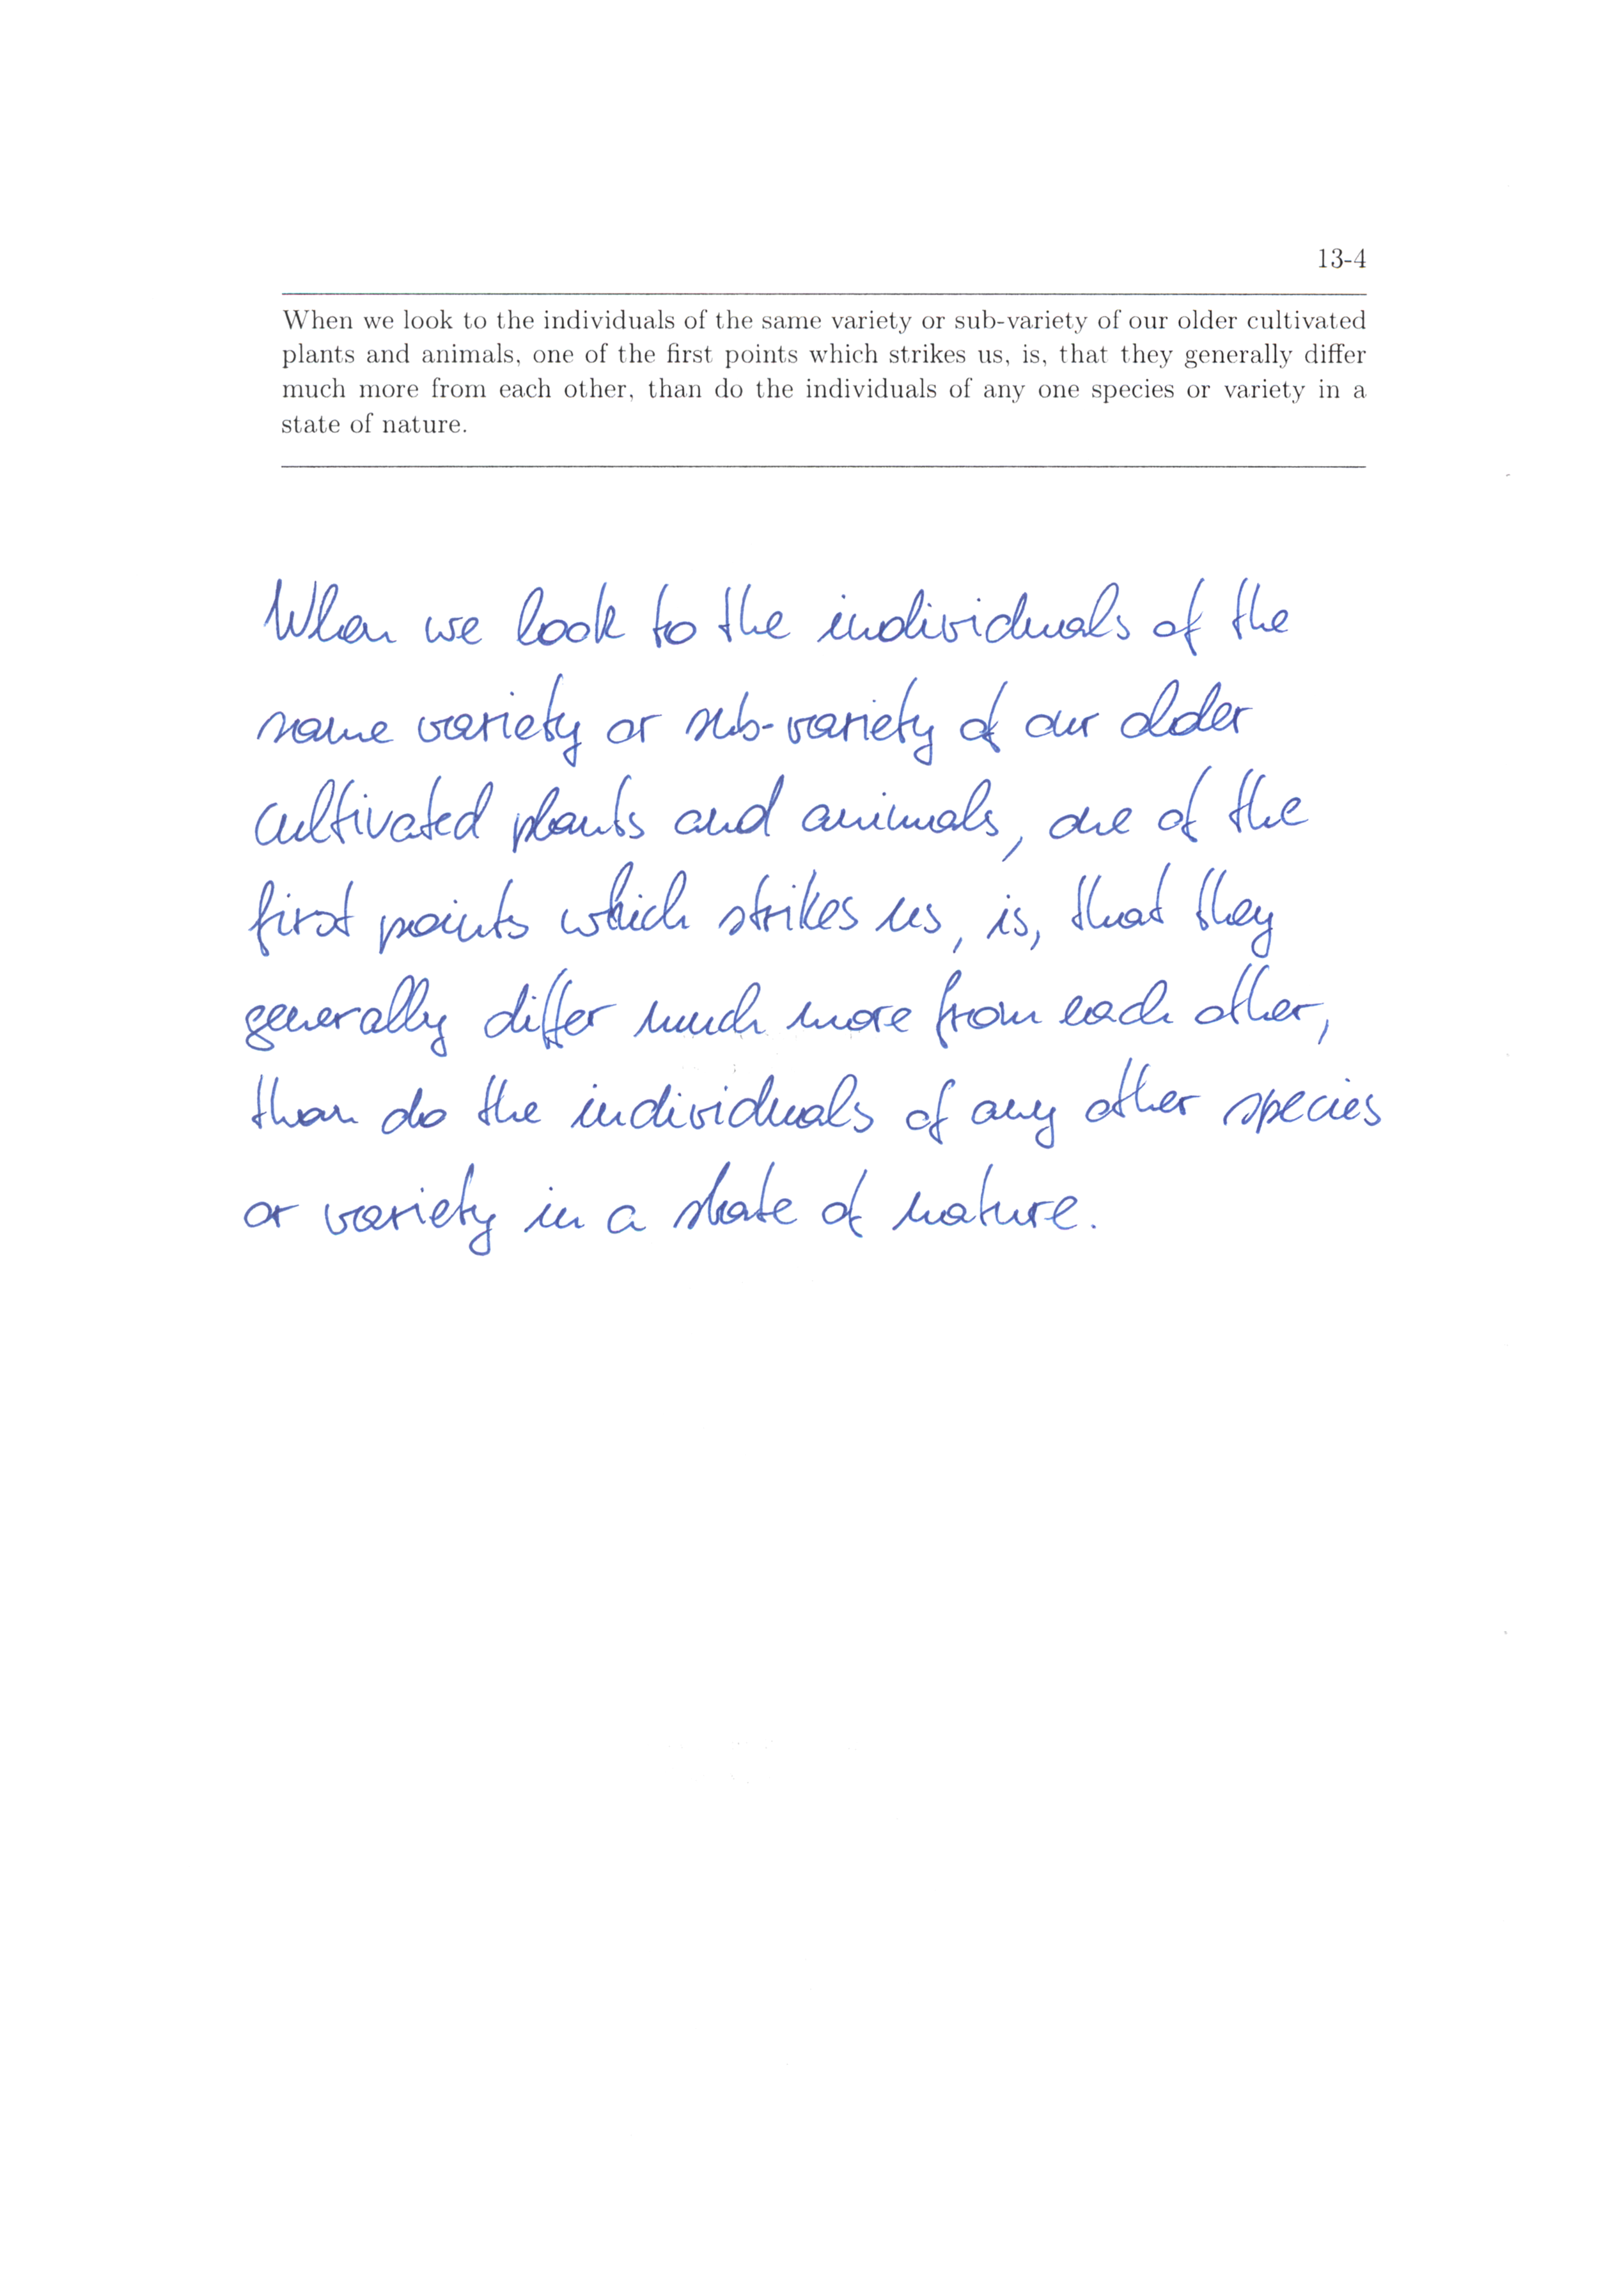 13-4
When we look to the individuals of the same variety or sub-variety of our older cultivated
plants and animals, one of the first points which strikes us, is, that they generally differ
much more from each other, than do the individuals of any one species or variety in a
state of nature.
When we look to the individuals of the
same variety or sub-variety of our older
cultivated plants and animals, one of the
first points which strikes us, is, that they
generally differ much more from each other,
than do the individuals of any other species
or variety in a state of nature.